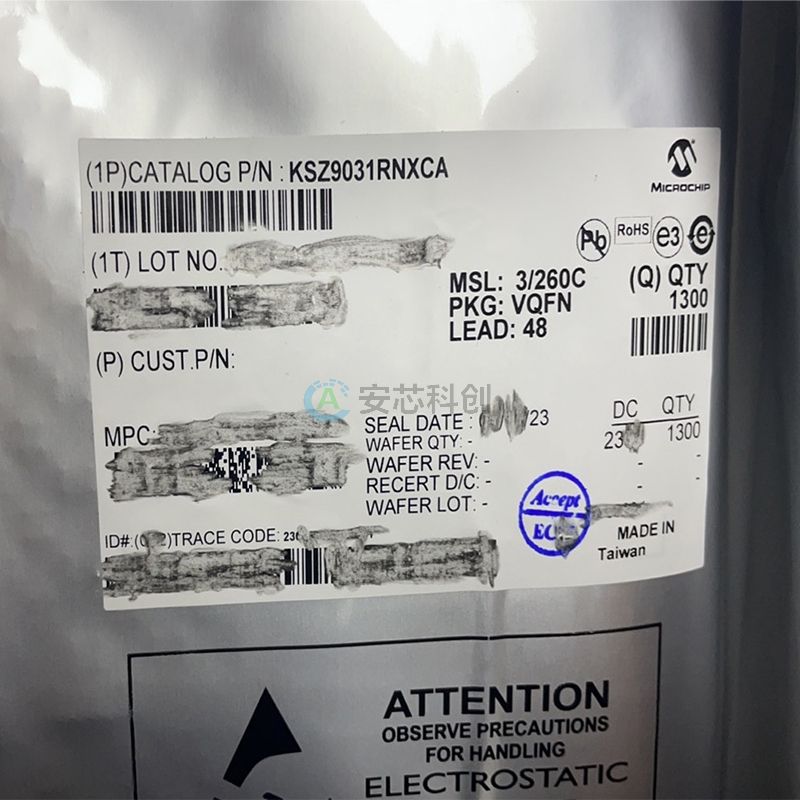 (1P)CATALOG P/N : KSZ9031RNXCA
MICROCHIP
(1T) LOT NO.
Pb
RoHS
e3
e
MSL: 3/260C
PKG: VQFN
LEAD: 48
(Q) QTY
1300
(P) CUST.P/N:
安芯科创
MPC:
SEAL DATE : 23
WAFER QTY: -
WAFER REV: -
RECERT D/C: -
WAFER LOT: -
DC QTY
23 1300
- -
- -
Accept
ID#:( 2)TRACE CODE: 23
MADE IN
Taiwan
ATTENTION
OBSERVE PRECAUTIONS
FOR HANDLING
ELECTROSTATIC